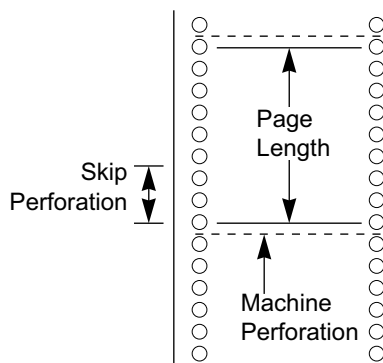 Page
Length
Skip
Perforation
Machine
Perforation